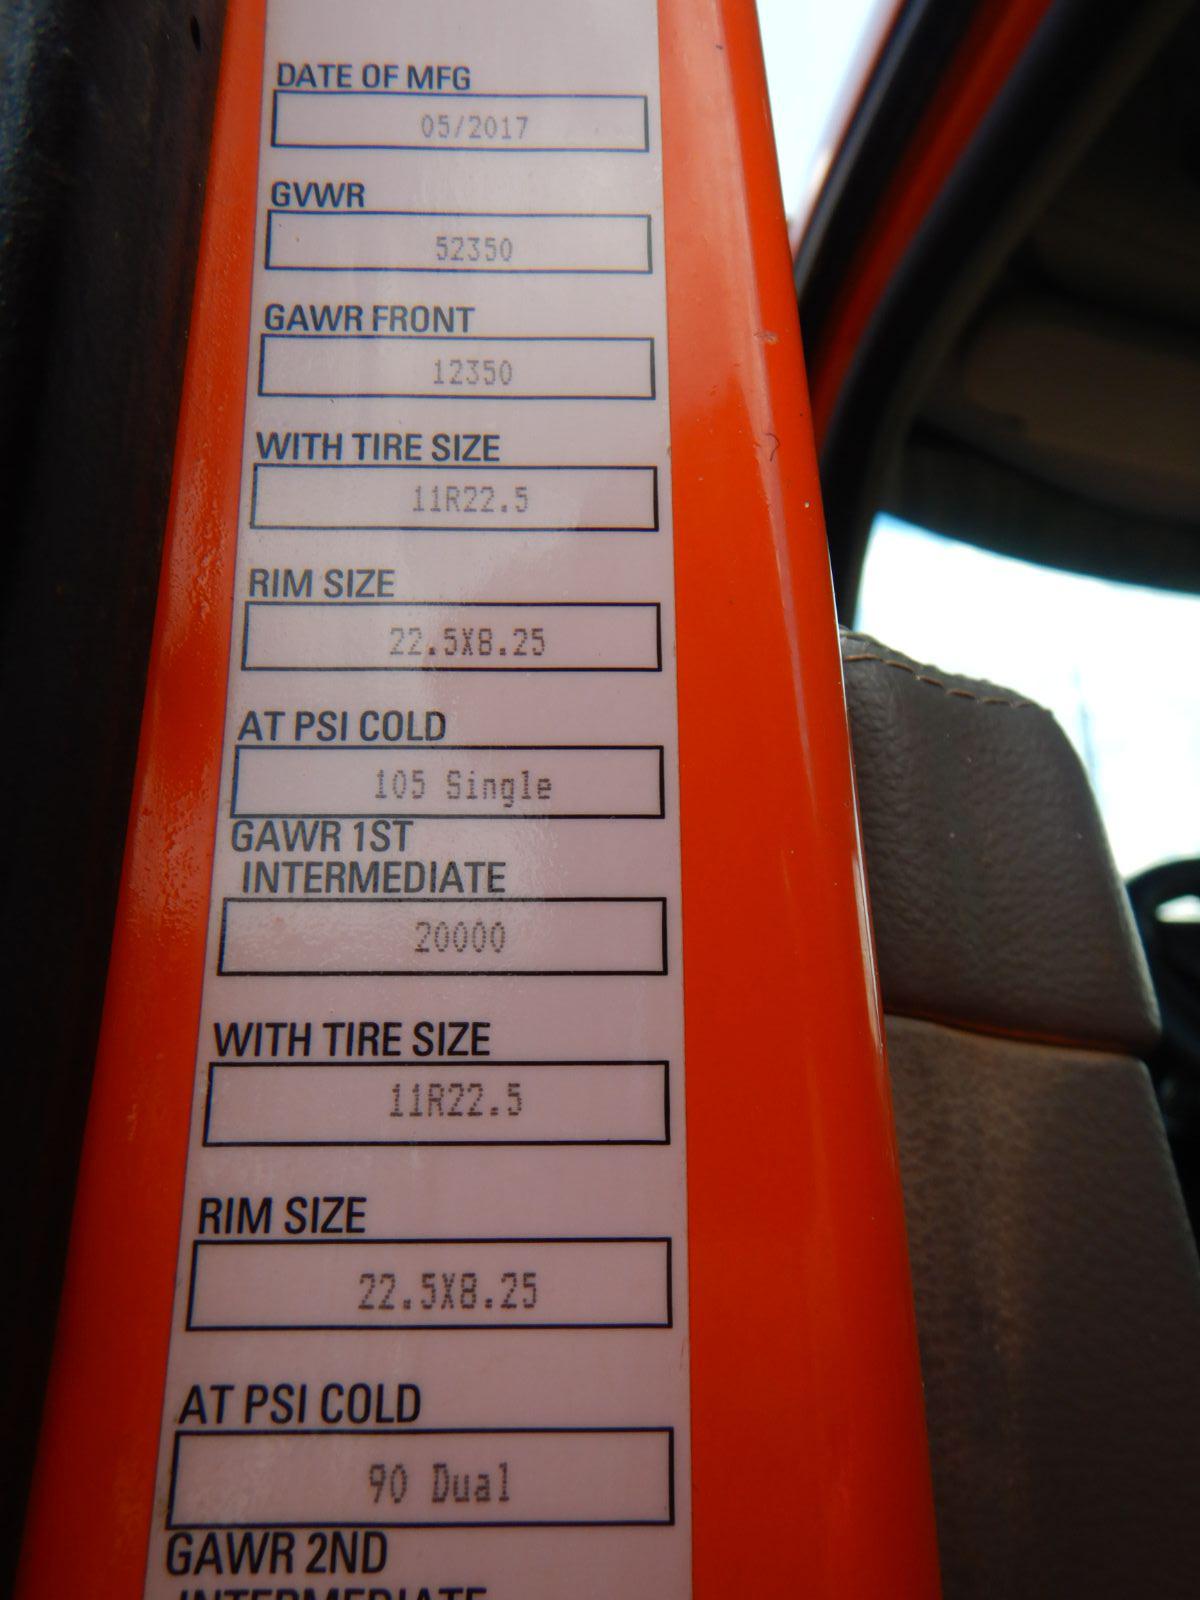 DATE OF MFG
05/2017
GVWR
52350
GAWR FRONT
12350
WITH TIRE SIZE
11R22.5
RIM SIZE
22.5X8.25
AT PSI COLD
105 Single
GAWR 1ST
INTERMEDIATE
20000
WITH TIRE SIZE
11R22.5
RIM SIZE
22.5X8.25
AT PSI COLD
90 Dual
GAWR 2ND
INTERMEDIATE